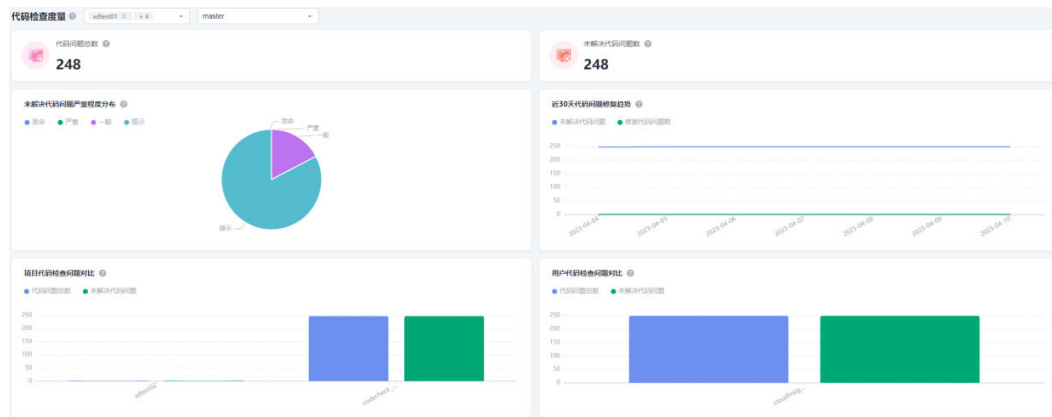 代码检查度量
xdtest01 × + 4
master
代码问题总数
248
未解决代码问题数
248
未解决代码问题严重程度分布
致命 严重 一般 提示
致命
严重
一般
提示
近30天代码问题修复趋势
未解决代码问题 修复代码问题数
250
200
150
100
50
0
2023-04-04
2023-04-05
2023-04-06
2023-04-07
2023-04-08
2023-04-09
2023-04-10
项目代码检查问题对比
代码问题总数 未解决代码问题
250
200
150
100
50
0
xdtest02
codecheck_...
用户代码检查问题对比
代码问题总数 未解决代码问题
250
200
150
100
50
0
cloudinsig...